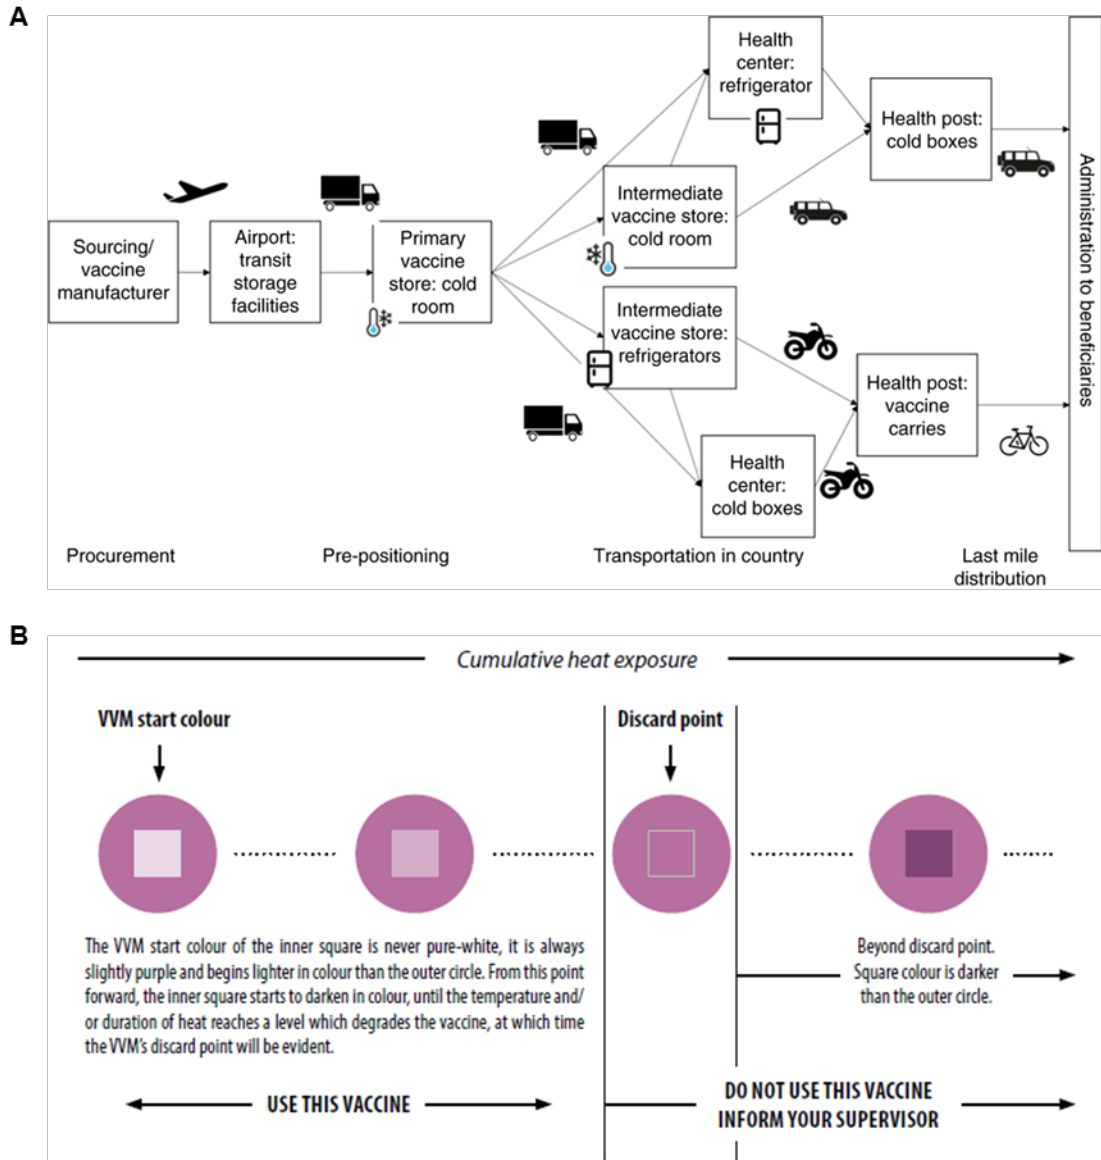 A
Sourcing/
vaccine
manufacturer
Airport:
transit
storage
facilities
Primary
vaccine
store: cold
room
Health
center:
refrigerator
Intermediate
vaccine store:
cold room
Intermediate
vaccine store:
refrigerators
Health
center:
cold boxes
Health post:
cold boxes
Health post:
vaccine
carries
Administration to beneficiaries
Procurement
Pre-positioning
Transportation in country
Last mile
distribution
B
Cumulative heat exposure
VVM start colour
Discard point
The VVM start colour of the inner square is never pure-white, it is always
slightly purple and begins lighter in colour than the outer circle. From this point
forward, the inner square starts to darken in colour, until the temperature and/
or duration of heat reaches a level which degrades the vaccine, at which time
the VVM's discard point will be evident.
Beyond discard point.
Square colour is darker
than the outer circle.
USE THIS VACCINE
DO NOT USE THIS VACCINE
INFORM YOUR SUPERVISOR